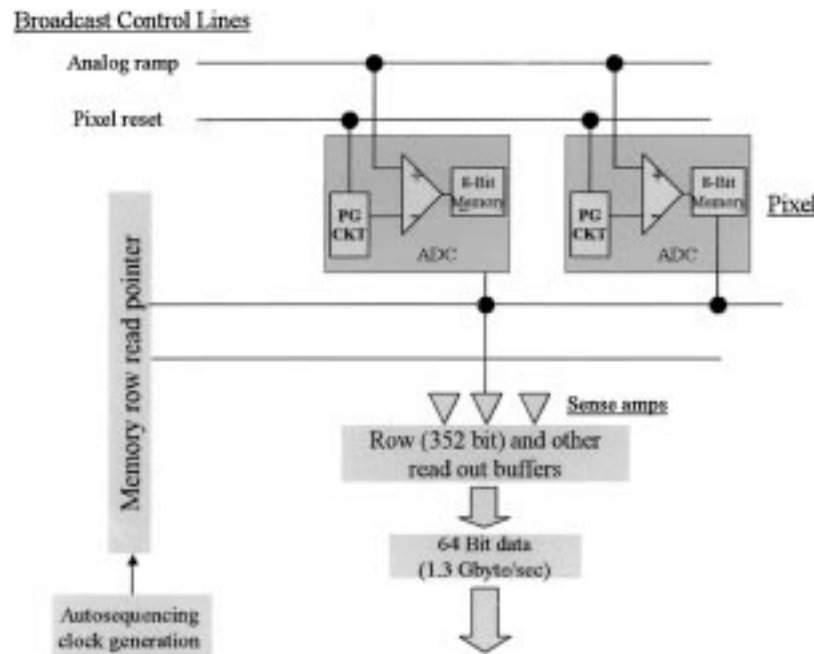 Broadcast Control Lines
Analog ramp
Pixel reset
PG
CKT
+
−
8-Bit
Memory
ADC
PG
CKT
+
−
8-Bit
Memory
ADC
Pixel
Memory row read pointer
Sense amps
Row (352 bit) and other
read out buffers
64 Bit data
(1.3 Gbyte/sec)
Autosequencing
clock generation